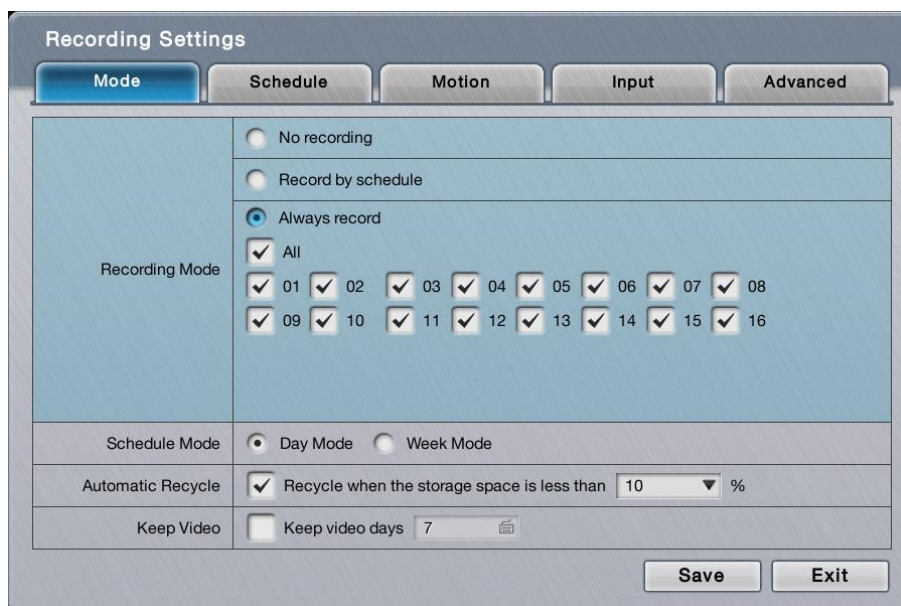 Recording Settings
Mode Schedule Motion Input Advanced
No recording
Record by schedule
Always record
All
Recording Mode
01 02 03 04 05 06 07 08
09 10 11 12 13 14 15 16
Schedule Mode Day Mode Week Mode
Automatic Recycle Recycle when the storage space is less than 10 %
Keep Video Keep video days 7
Save Exit